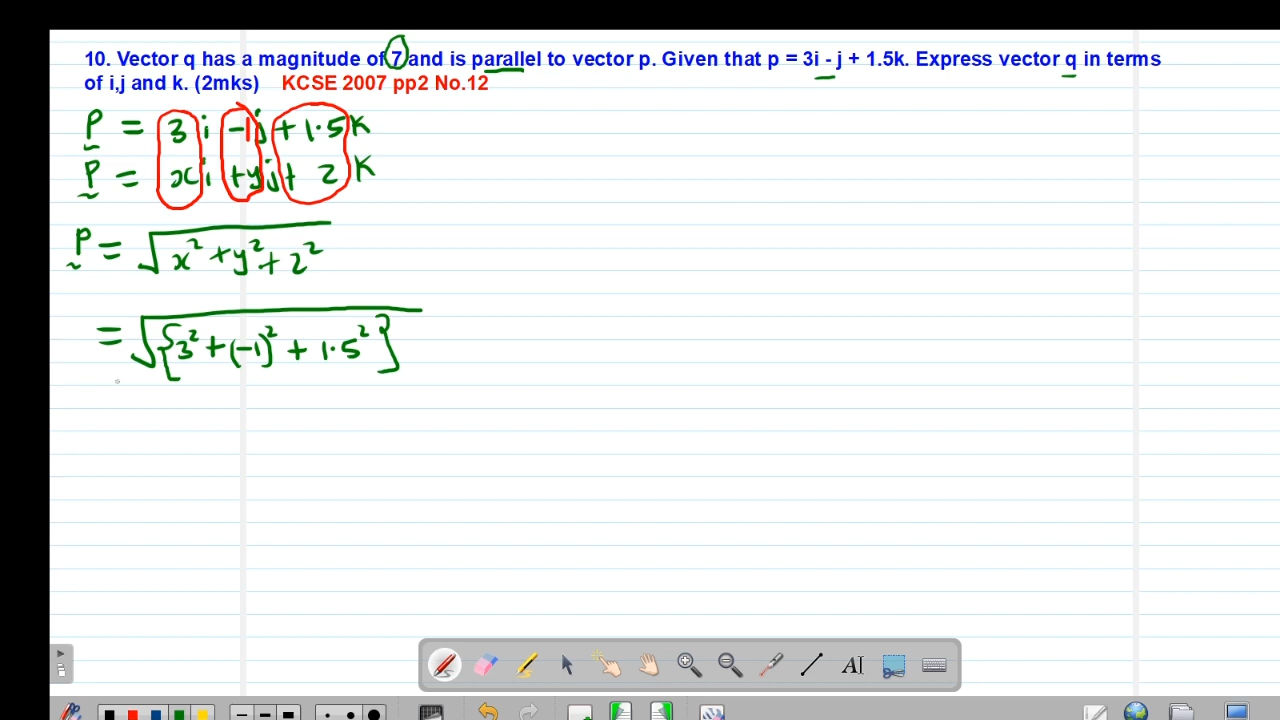 10. Vector q has a magnitude of 7 and is parallel to vector p. Given that p = 3i - j + 1.5k. Express vector q in terms
of i,j and k. (2mks) KCSE 2007 pp2 No.12
P = 3i -1j + 1.5k
P = xi + yj + zk
P = √x² + y² + z²
= √{3² + (-1)² + 1.5²}
AI